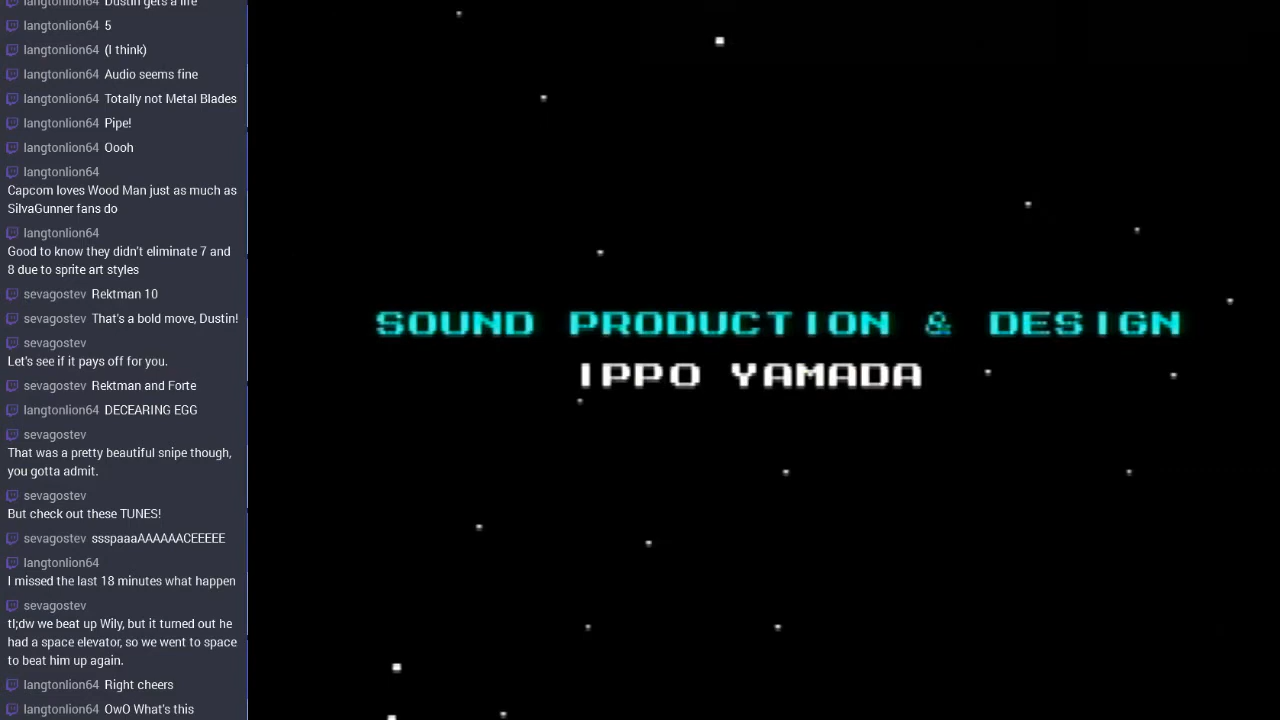 langtonlion64 Dustin gets a life
langtonlion64 5
langtonlion64 (I think)
langtonlion64 Audio seems fine
langtonlion64 Totally not Metal Blades
langtonlion64 Pipe!
langtonlion64 Oooh
langtonlion64
Capcom loves Wood Man just as much as
SilvaGunner fans do
langtonlion64
Good to know they didn't eliminate 7 and
8 due to sprite art styles
sevagostev Rektman 10
sevagostev That's a bold move, Dustin!
sevagostev
Let's see if it pays off for you.
sevagostev Rektman and Forte
langtonlion64 DECEARING EGG
sevagostev
That was a pretty beautiful snipe though,
you gotta admit.
sevagostev
But check out these TUNES!
sevagostev ssspaaaAAAAAACEEEEE
langtonlion64
I missed the last 18 minutes what happen
sevagostev
tl;dw we beat up Wily, but it turned out he
had a space elevator, so we went to space
to beat him up again.
langtonlion64 Right cheers
langtonlion64 OwO What's this
SOUND PRODUCTION & DESIGN
IPPO YAMADA